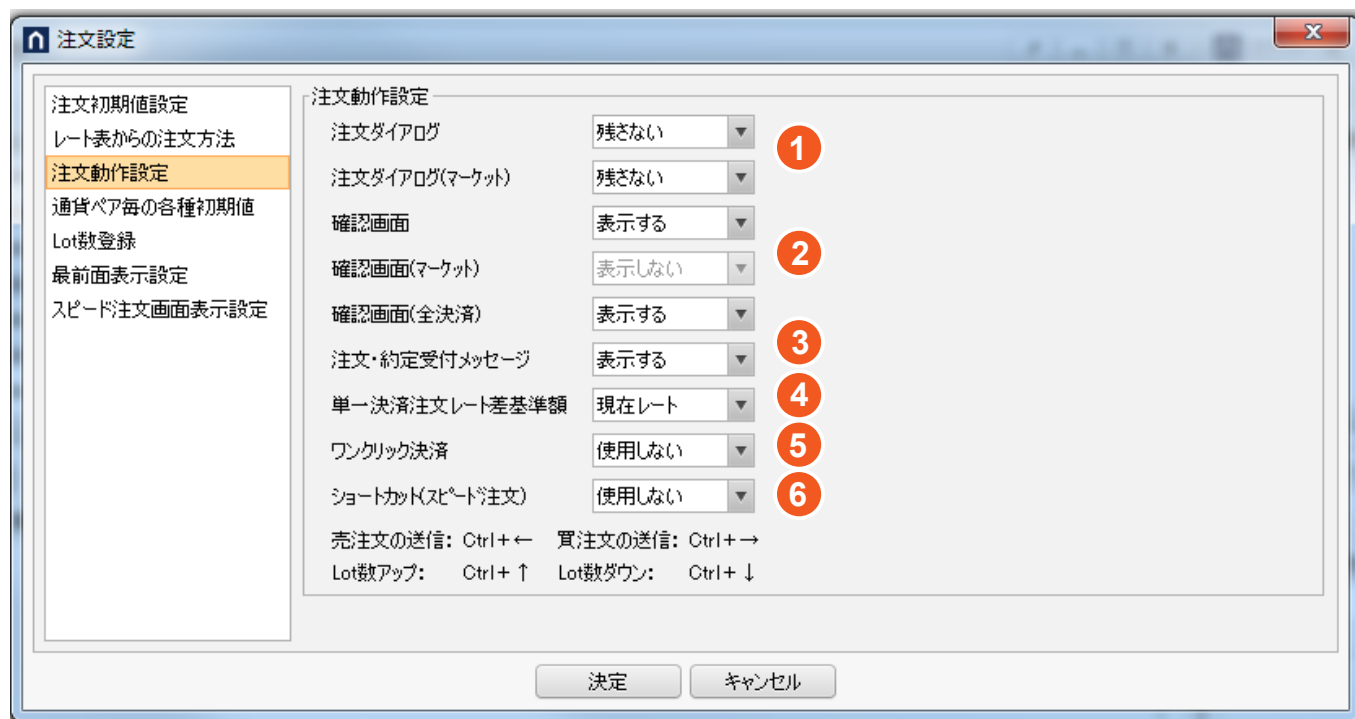 注文設定
注文初期値設定
レート表からの注文方法
注文動作設定
通貨ペア毎の各種初期値
Lot数登録
最前面表示設定
スピード注文画面表示設定
注文動作設定
注文ダイアログ 残さない
1
注文ダイアログ(マーケット) 残さない
確認画面 表示する
2
確認画面(マーケット) 表示しない
確認画面(全決済) 表示する
3
注文・約定受付メッセージ 表示する
単一決済注文レート差基準額 現在レート 4
ワンクリック決済 使用しない 5
ショートカット(スピード注文) 使用しない 6
売注文の送信: Ctrl+← 買注文の送信: Ctrl+→
Lot数アップ: Ctrl+↑ Lot数ダウン: Ctrl+↓
決定 キャンセル